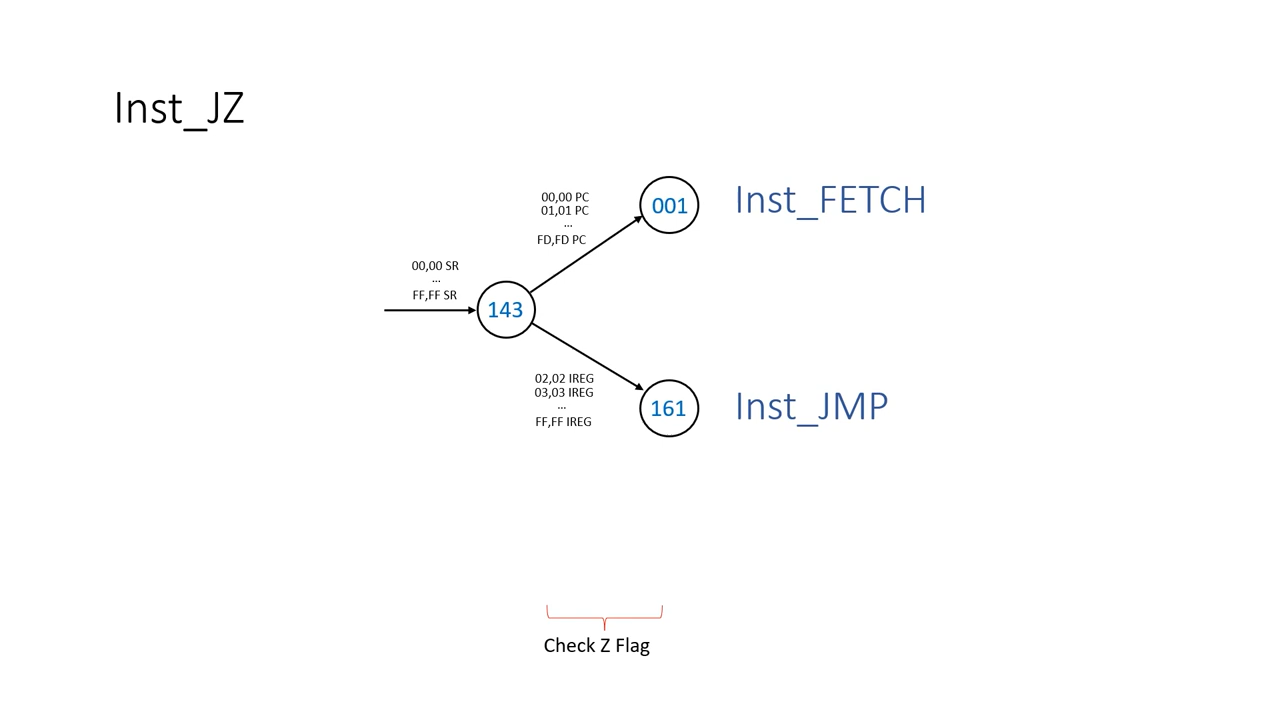 Inst_JZ
00,00 PC
01,01 PC
...
FD,FD PC
001
Inst_FETCH
00,00 SR
...
FF,FF SR
143
02,02 IREG
03,03 IREG
...
FF,FF IREG
161
Inst_JMP
Check Z Flag